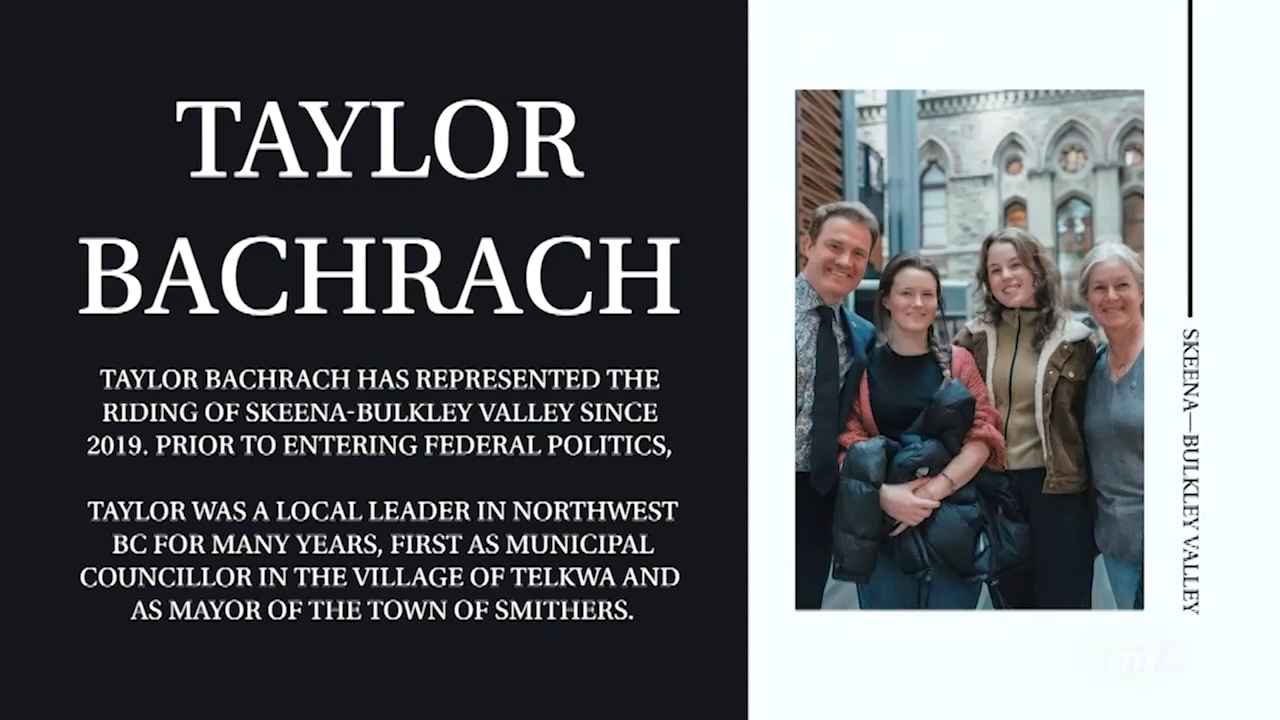 TAYLOR
BACHRACH
TAYLOR BACHRACH HAS REPRESENTED THE
RIDING OF SKEENA-BULKLEY VALLEY SINCE
2019. PRIOR TO ENTERING FEDERAL POLITICS,
TAYLOR WAS A LOCAL LEADER IN NORTHWEST
BC FOR MANY YEARS, FIRST AS MUNICIPAL
COUNCILLOR IN THE VILLAGE OF TELKWA AND
AS MAYOR OF THE TOWN OF SMITHERS.
SKEENA—BULKLEY VALLEY